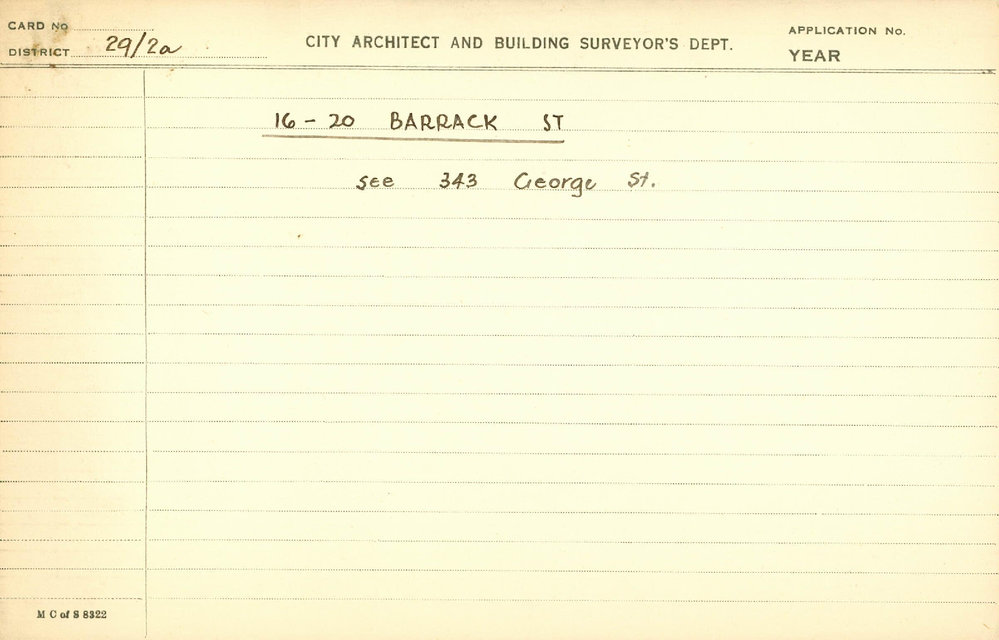 CARD No
DISTRICT 29/2a
CITY ARCHITECT AND BUILDING SURVEYOR'S DEPT.
APPLICATION No.
YEAR
16 - 20 BARRACK ST
see 343 George St.
M C of S 8322